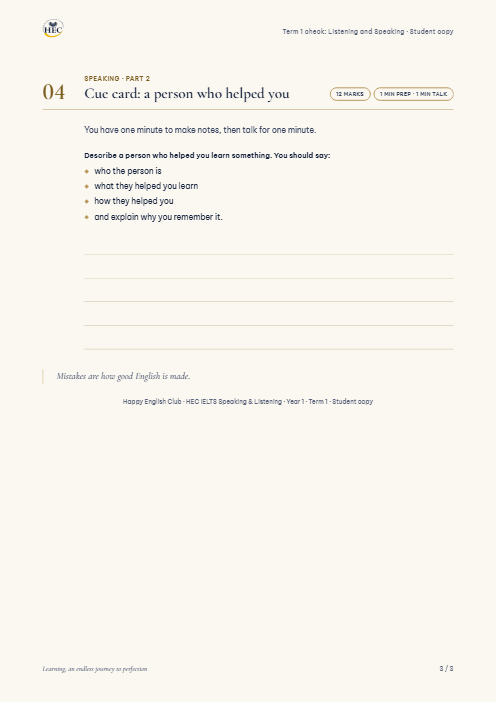 HEC
Term 1 check: Listening and Speaking · Student copy
SPEAKING · PART 2
04 Cue card: a person who helped you
12 MARKS
1 MIN PREP · 1 MIN TALK
You have one minute to make notes, then talk for one minute.
Describe a person who helped you learn something. You should say:
who the person is
what they helped you learn
how they helped you
and explain why you remember it.
Mistakes are how good English is made.
Happy English Club · HEC IELTS Speaking & Listening · Year 1 · Term 1 · Student copy
Learning, an endless journey to perfection
3 / 3